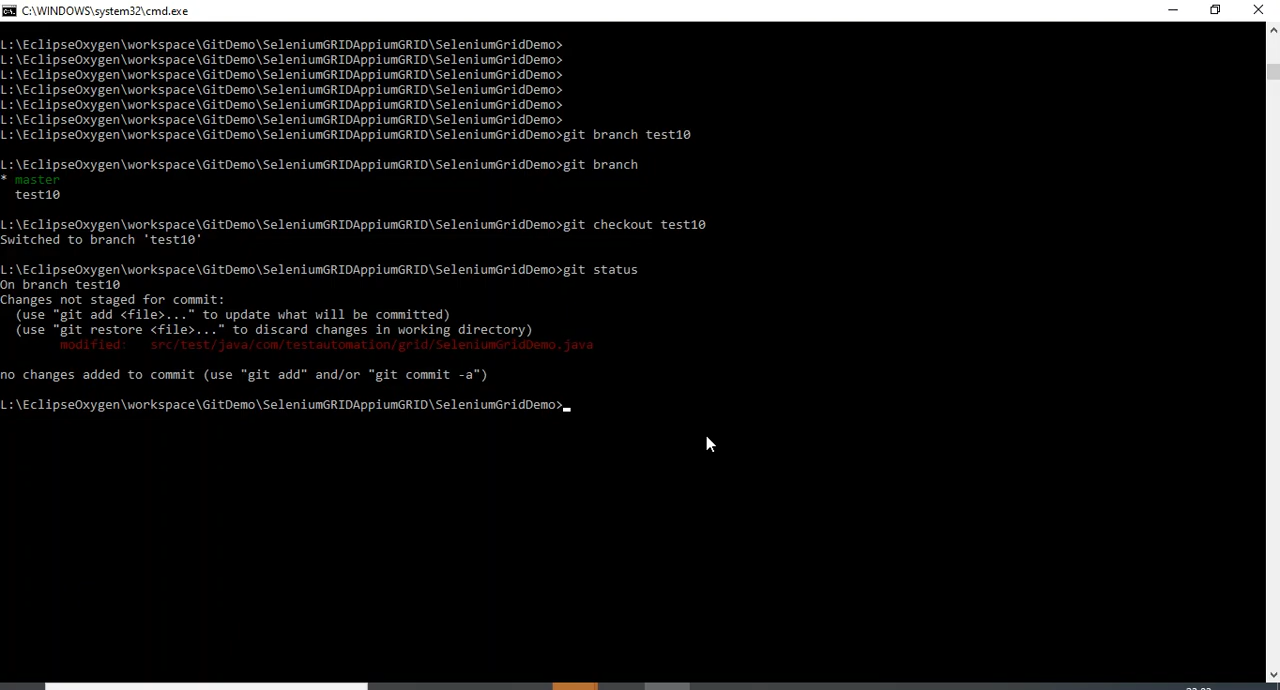 C:\WINDOWS\system32\cmd.exe
L:\EclipseOxygen\workspace\GitDemo\SeleniumGRIDAppiumGRID\SeleniumGridDemo>
L:\EclipseOxygen\workspace\GitDemo\SeleniumGRIDAppiumGRID\SeleniumGridDemo>
L:\EclipseOxygen\workspace\GitDemo\SeleniumGRIDAppiumGRID\SeleniumGridDemo>
L:\EclipseOxygen\workspace\GitDemo\SeleniumGRIDAppiumGRID\SeleniumGridDemo>
L:\EclipseOxygen\workspace\GitDemo\SeleniumGRIDAppiumGRID\SeleniumGridDemo>
L:\EclipseOxygen\workspace\GitDemo\SeleniumGRIDAppiumGRID\SeleniumGridDemo>
L:\EclipseOxygen\workspace\GitDemo\SeleniumGRIDAppiumGRID\SeleniumGridDemo>git branch test10
L:\EclipseOxygen\workspace\GitDemo\SeleniumGRIDAppiumGRID\SeleniumGridDemo>git branch
* master
test10
L:\EclipseOxygen\workspace\GitDemo\SeleniumGRIDAppiumGRID\SeleniumGridDemo>git checkout test10
Switched to branch 'test10'
L:\EclipseOxygen\workspace\GitDemo\SeleniumGRIDAppiumGRID\SeleniumGridDemo>git status
On branch test10
Changes not staged for commit:
(use "git add <file>..." to update what will be committed)
(use "git restore <file>..." to discard changes in working directory)
modified: src/test/java/com/testautomation/grid/SeleniumGridDemo.java
no changes added to commit (use "git add" and/or "git commit -a")
L:\EclipseOxygen\workspace\GitDemo\SeleniumGRIDAppiumGRID\SeleniumGridDemo>